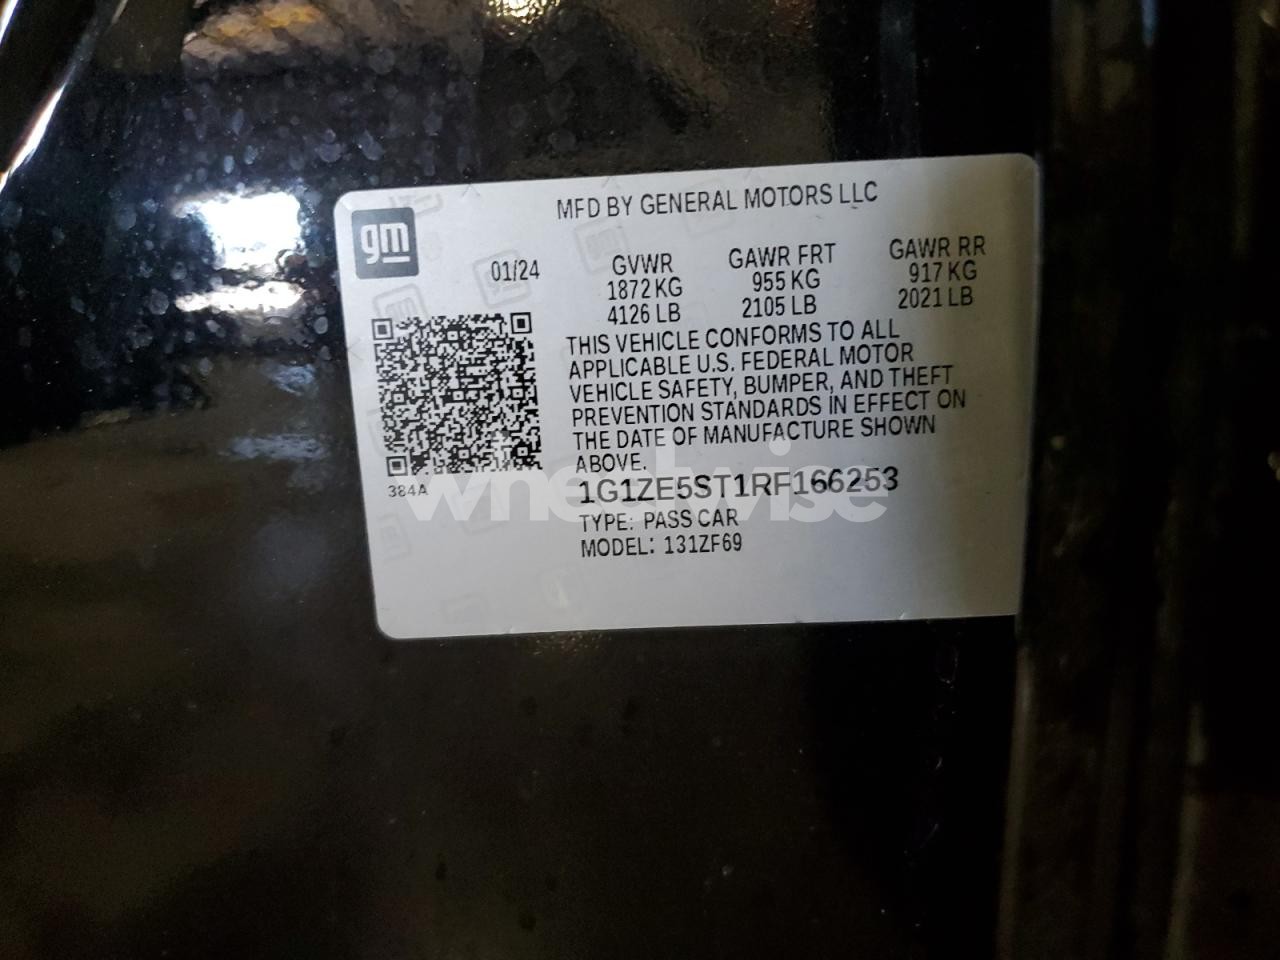 MFD BY GENERAL MOTORS LLC
gm
01/24
GVWR
1872 KG
4126 LB
GAWR FRT
955 KG
2105 LB
GAWR RR
917 KG
2021 LB
THIS VEHICLE CONFORMS TO ALL
APPLICABLE U.S. FEDERAL MOTOR
VEHICLE SAFETY, BUMPER, AND THEFT
PREVENTION STANDARDS IN EFFECT ON
THE DATE OF MANUFACTURE SHOWN
ABOVE.
384A
1G1ZE5ST1RF166253
TYPE: PASS CAR
MODEL: 131ZF69
wheelwise